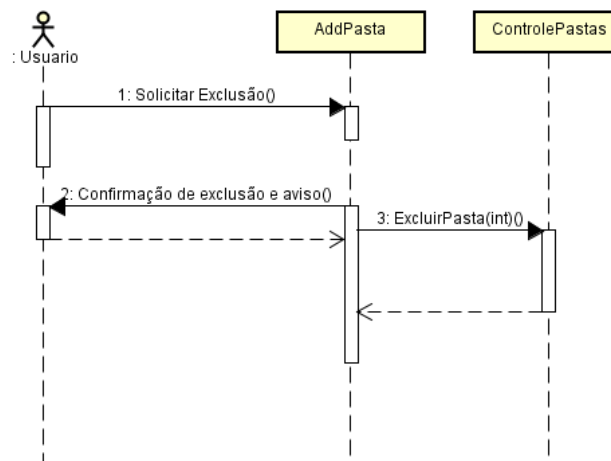 AddPasta
ControlePastas
: Usuario
1: Solicitar Exclusão()
2: Confirmação de exclusão e aviso()
3: ExcluirPasta(int)()